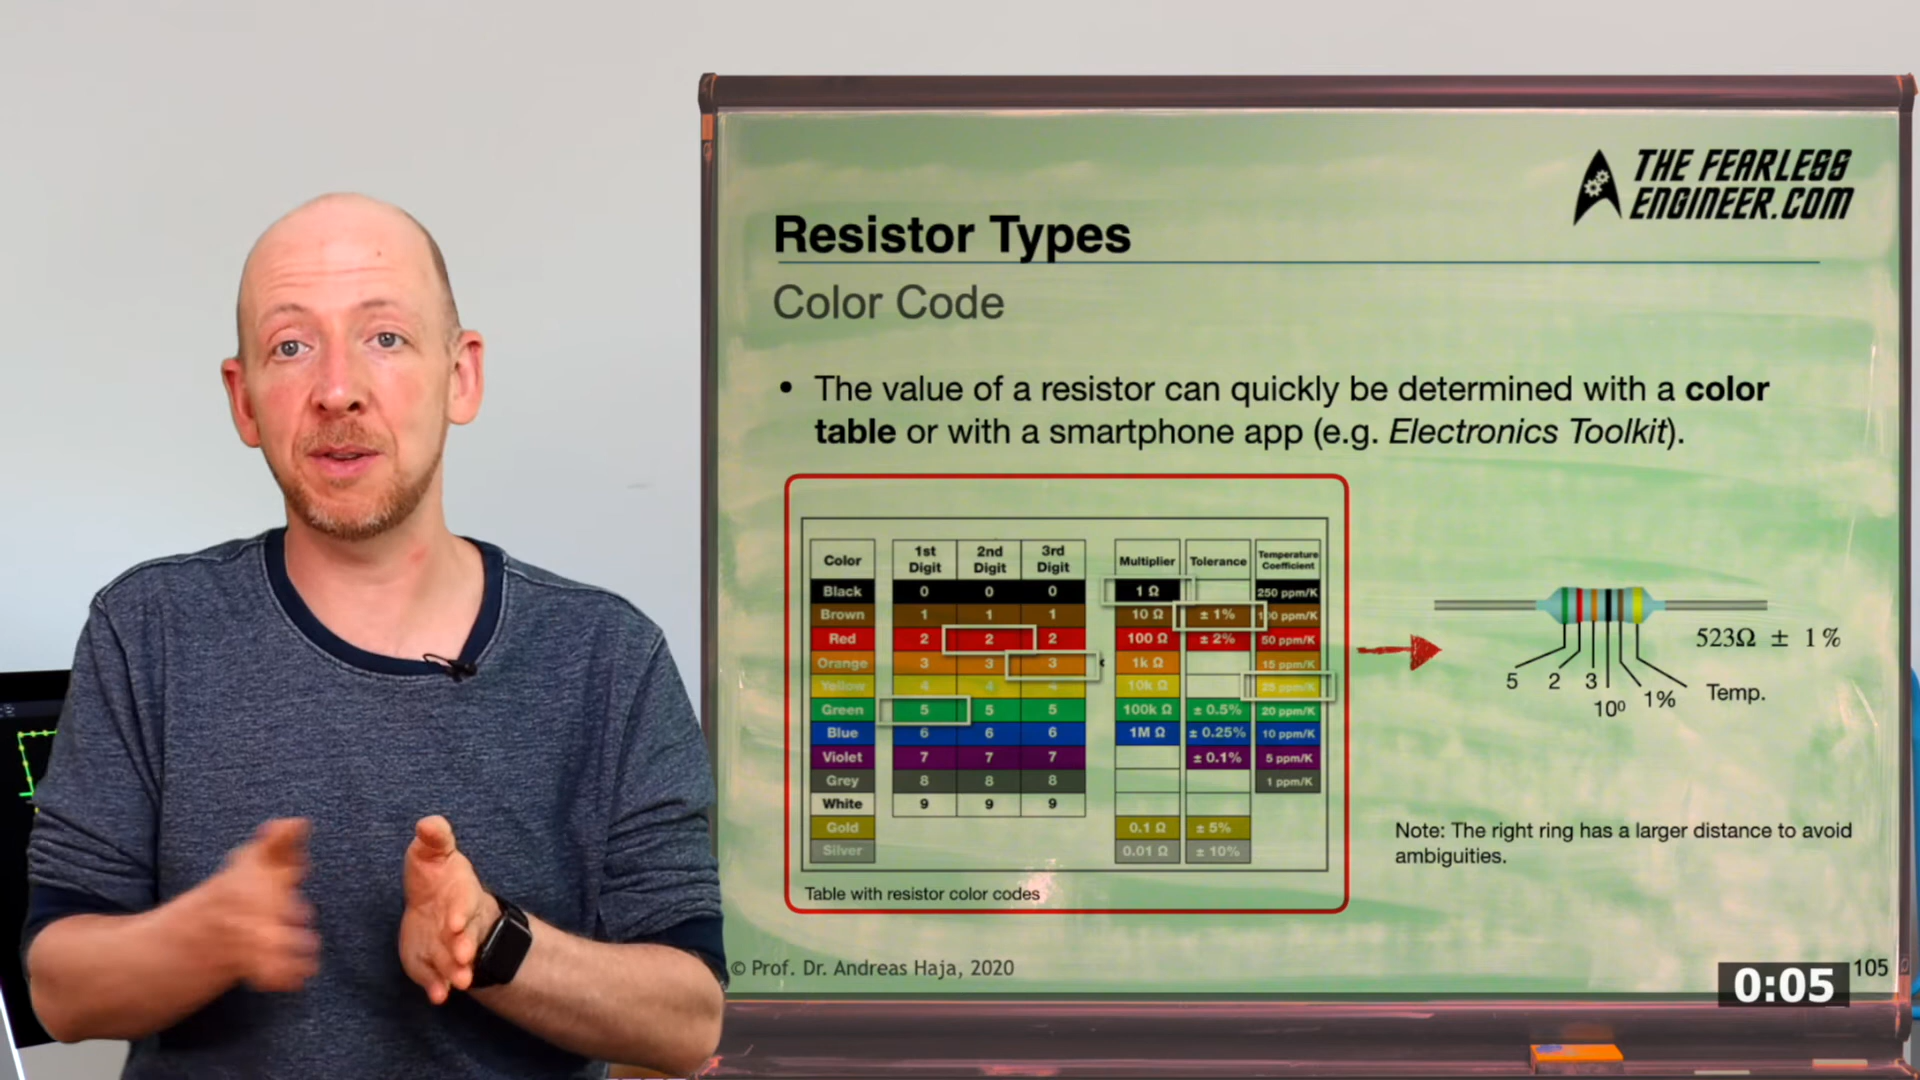 THE FEARLESS
ENGINEER.COM
Resistor Types
Color Code
• The value of a resistor can quickly be determined with a color
table or with a smartphone app (e.g. Electronics Toolkit).
Color 1st Digit 2nd Digit 3rd Digit Multiplier Tolerance Temperature Coefficient
Black 0 0 0 1 Ω 250 ppm/K
Brown 1 1 1 10 Ω ± 1% 100 ppm/K
Red 2 2 2 100 Ω ± 2% 50 ppm/K
Orange 3 3 3 1k Ω 15 ppm/K
Yellow 4 4 4 10k Ω 25 ppm/K
Green 5 5 5 100k Ω ± 0.5% 20 ppm/K
Blue 6 6 6 1M Ω ± 0.25% 10 ppm/K
Violet 7 7 7 ± 0.1% 5 ppm/K
Grey 8 8 8 1 ppm/K
White 9 9 9
Gold 0.1 Ω ± 5%
Silver 0.01 Ω ± 10%
Table with resistor color codes
523Ω ± 1%
5 2 3 10⁰ 1% Temp.
Note: The right ring has a larger distance to avoid
ambiguities.
© Prof. Dr. Andreas Haja, 2020
105
0:05